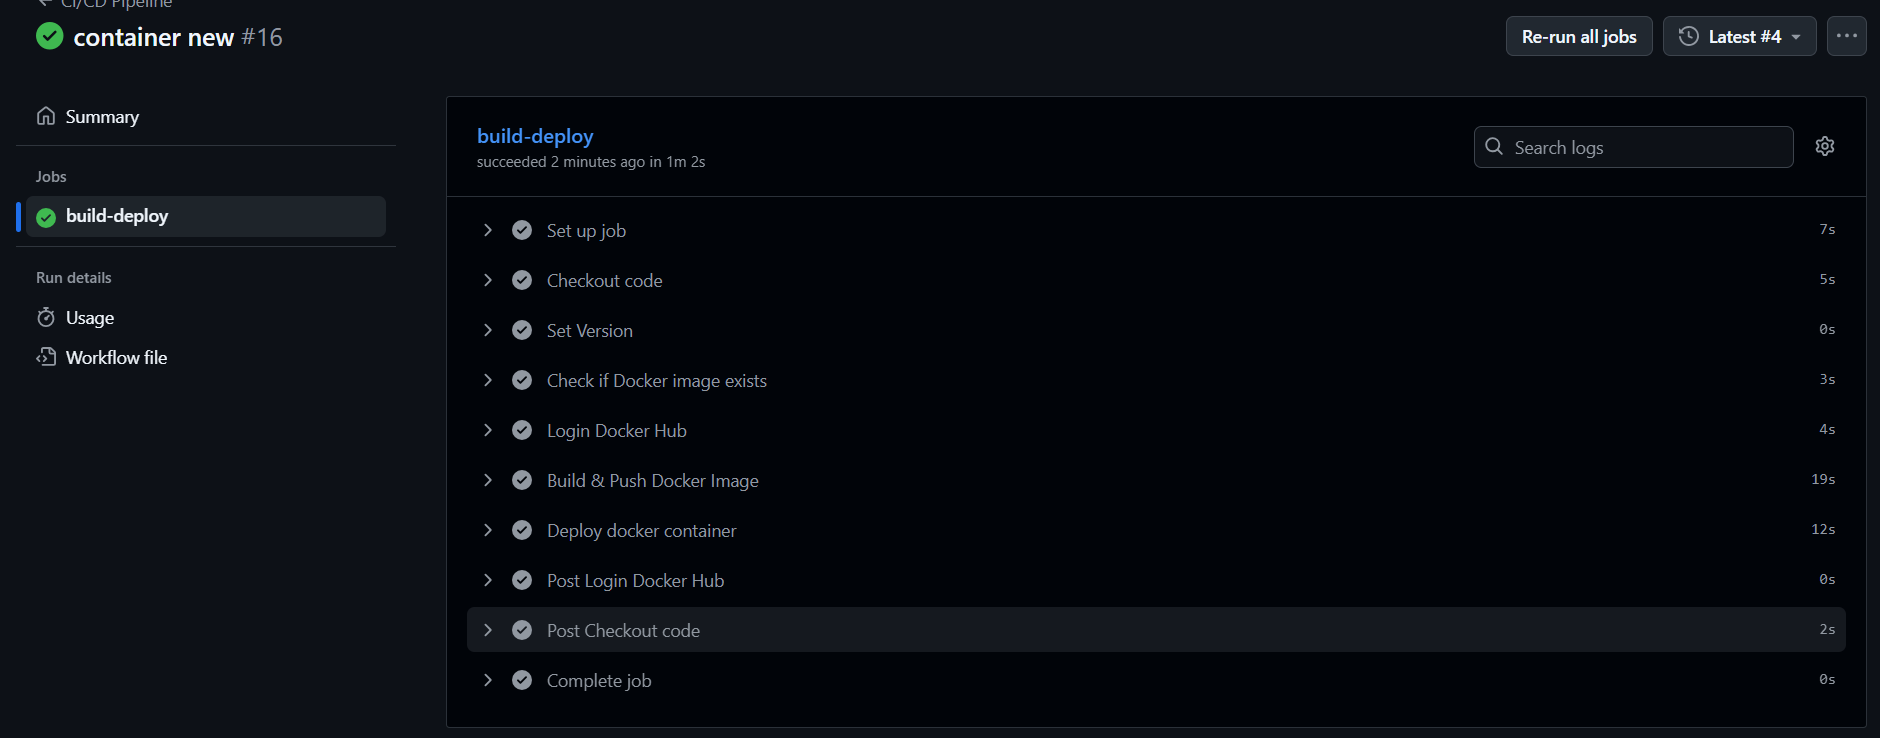 CI/CD Pipeline
container new #16
Re-run all jobs
Latest #4
Summary
Jobs
build-deploy
Run details
Usage
Workflow file
build-deploy
succeeded 2 minutes ago in 1m 2s
Search logs
Set up job 7s
Checkout code 5s
Set Version 0s
Check if Docker image exists 3s
Login Docker Hub 4s
Build & Push Docker Image 19s
Deploy docker container 12s
Post Login Docker Hub 0s
Post Checkout code 2s
Complete job 0s